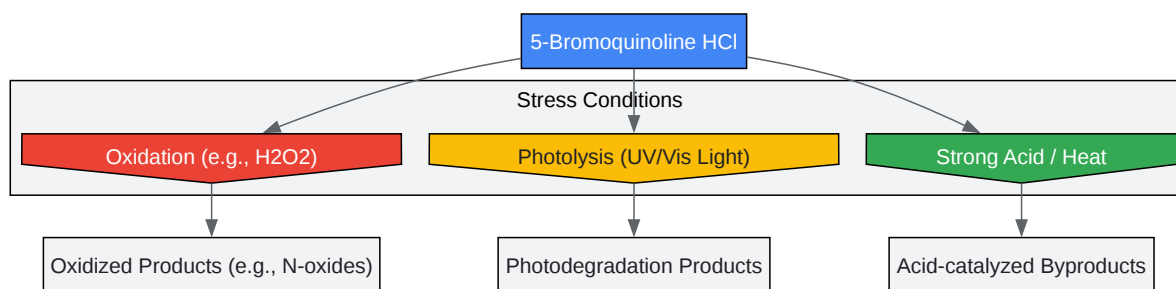 5-Bromoquinoline HCl
Stress Conditions
Oxidation (e.g., H2O2)
Photolysis (UV/Vis Light)
Strong Acid / Heat
Oxidized Products (e.g., N-oxides)
Photodegradation Products
Acid-catalyzed Byproducts